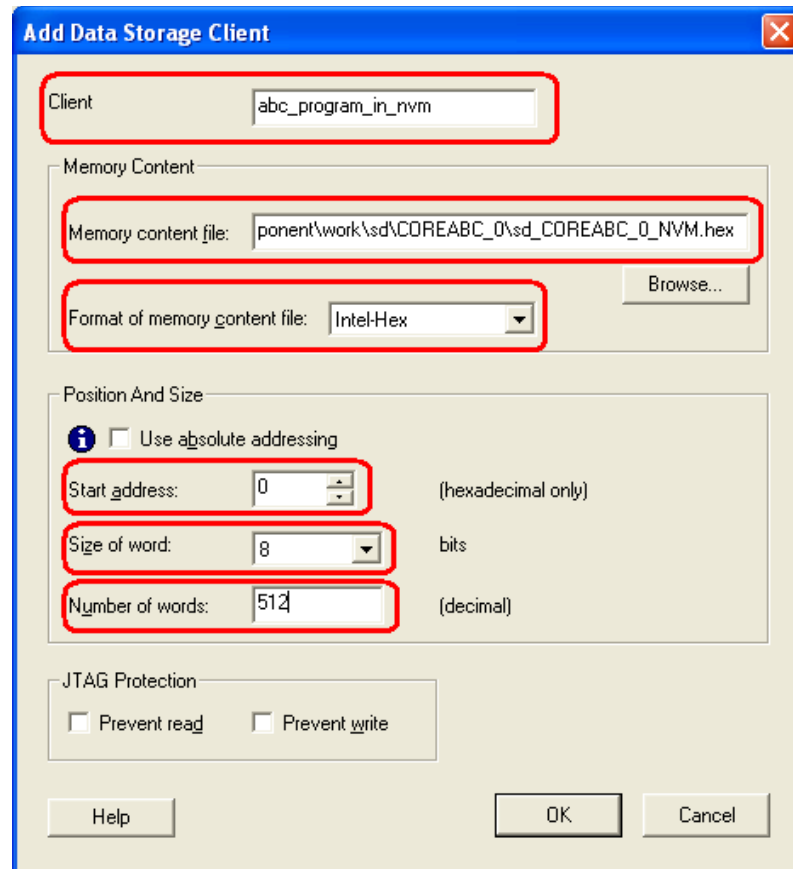 Add Data Storage Client
Client abc_program_in_nvm
Memory Content
Memory content file: ponent\work\sd\COREABC_0\sd_COREABC_0_NVM.hex
Browse...
Format of memory content file: Intel-Hex
Position And Size
Use absolute addressing
Start address: 0 (hexadecimal only)
Size of word: 8 bits
Number of words: 512 (decimal)
JTAG Protection
Prevent read Prevent write
Help OK Cancel